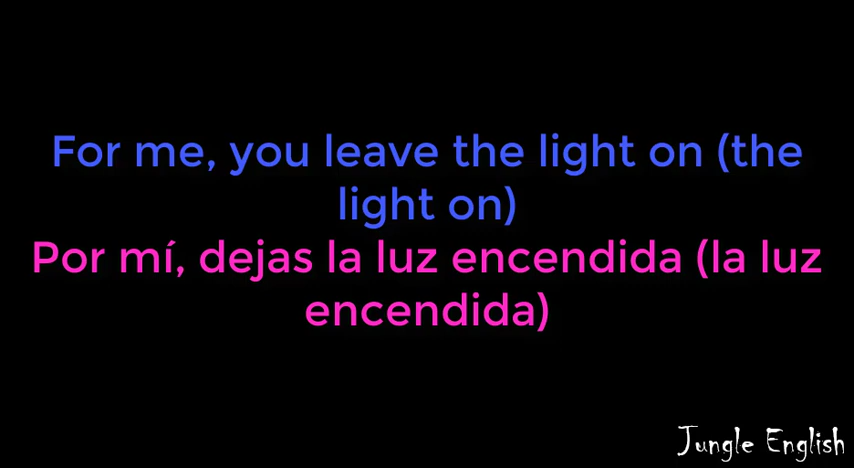 For me, you leave the light on (the
light on)
Por mí, dejas la luz encendida (la luz
encendida)
Jungle English